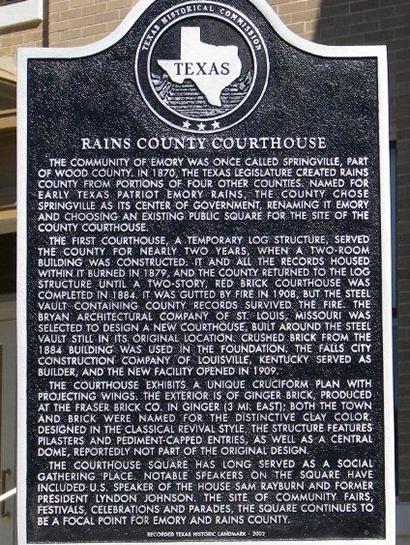 TEXAS HISTORICAL COMMISSION
TEXAS
RAINS COUNTY COURTHOUSE
THE COMMUNITY OF EMORY WAS ONCE CALLED SPRINGVILLE, PART
OF WOOD COUNTY. IN 1870, THE TEXAS LEGISLATURE CREATED RAINS
COUNTY FROM PORTIONS OF FOUR OTHER COUNTIES. NAMED FOR
EARLY TEXAS PATRIOT EMORY RAINS, THE COUNTY CHOSE
SPRINGVILLE AS ITS CENTER OF GOVERNMENT, RENAMING IT EMORY
AND CHOOSING AN EXISTING PUBLIC SQUARE FOR THE SITE OF THE
COUNTY COURTHOUSE.
THE FIRST COURTHOUSE, A TEMPORARY LOG STRUCTURE, SERVED
THE COUNTY FOR NEARLY TWO YEARS, WHEN A TWO-ROOM
BUILDING WAS CONSTRUCTED. IT AND ALL THE RECORDS HOUSED
WITHIN IT BURNED IN 1879, AND THE COUNTY RETURNED TO THE LOG
STRUCTURE UNTIL A TWO-STORY, RED BRICK COURTHOUSE WAS
COMPLETED IN 1884. IT WAS GUTTED BY FIRE IN 1908, BUT THE STEEL
VAULT CONTAINING COUNTY RECORDS SURVIVED THE FIRE. THE
BRYAN ARCHITECTURAL COMPANY OF ST. LOUIS, MISSOURI WAS
SELECTED TO DESIGN A NEW COURTHOUSE, BUILT AROUND THE STEEL
VAULT STILL IN ITS ORIGINAL LOCATION. CRUSHED BRICK FROM THE
1884 BUILDING WAS USED IN THE FOUNDATION. THE FALLS CITY
CONSTRUCTION COMPANY OF LOUISVILLE, KENTUCKY SERVED AS
BUILDER, AND THE NEW FACILITY OPENED IN 1909.
THE COURTHOUSE EXHIBITS A UNIQUE CRUCIFORM PLAN WITH
PROJECTING WINGS. THE EXTERIOR IS OF GINGER BRICK, PRODUCED
AT THE FRASER BRICK CO. IN GINGER (3 MI. EAST); BOTH THE TOWN
AND BRICK WERE NAMED FOR THE DISTINCTIVE CLAY COLOR.
DESIGNED IN THE CLASSICAL REVIVAL STYLE, THE STRUCTURE FEATURES
PILASTERS AND PEDIMENT-CAPPED ENTRIES, AS WELL AS A CENTRAL
DOME, REPORTEDLY NOT PART OF THE ORIGINAL DESIGN.
THE COURTHOUSE SQUARE HAS LONG SERVED AS A SOCIAL
GATHERING PLACE. NOTABLE SPEAKERS ON THE SQUARE HAVE
INCLUDED U.S. SPEAKER OF THE HOUSE SAM RAYBURN AND FORMER
PRESIDENT LYNDON JOHNSON. THE SITE OF COMMUNITY FAIRS,
FESTIVALS, CELEBRATIONS AND PARADES, THE SQUARE CONTINUES TO
BE A FOCAL POINT FOR EMORY AND RAINS COUNTY.
RECORDED TEXAS HISTORIC LANDMARK - 2002